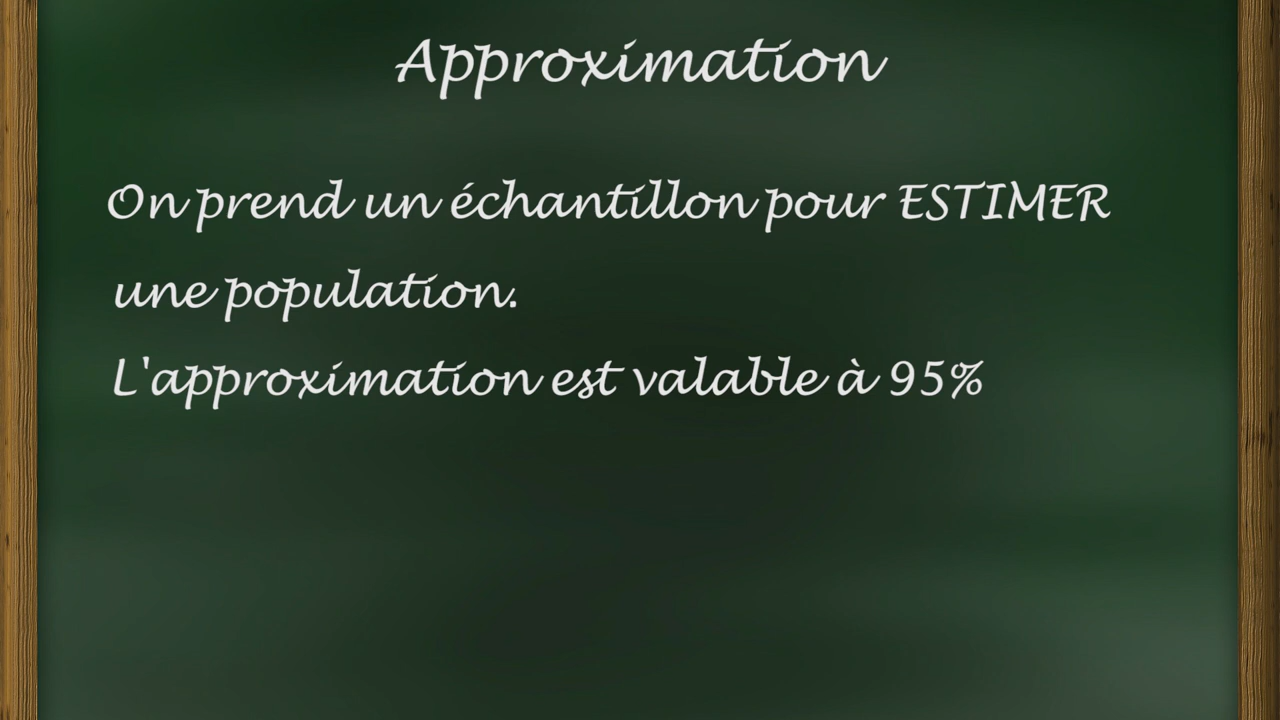 Approximation
On prend un échantillon pour ESTIMER
une population.
L'approximation est valable à 95%